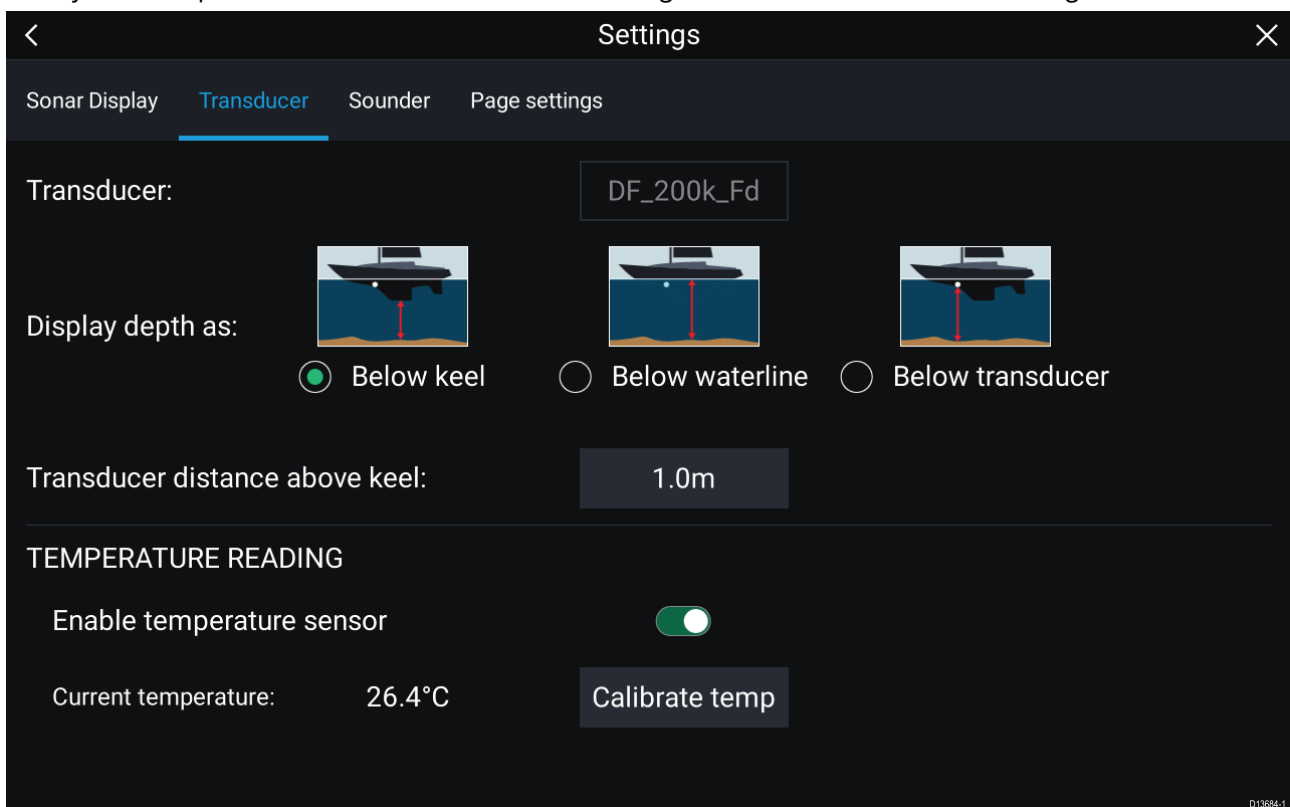 Settings
Sonar Display Transducer Sounder Page settings
Transducer: DF_200k_Fd
Display depth as:
Below keel Below waterline Below transducer
Transducer distance above keel: 1.0m
TEMPERATURE READING
Enable temperature sensor
Current temperature: 26.4°C Calibrate temp
D13684-1